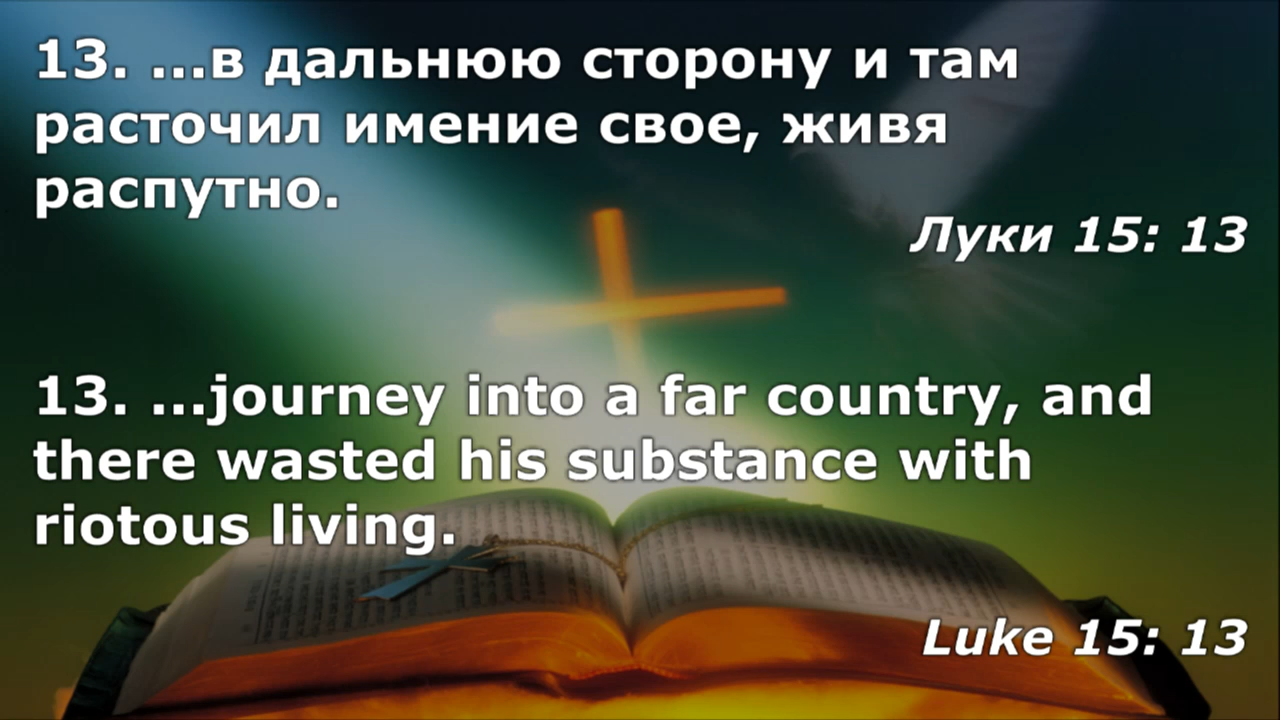 13. ...в дальнюю сторону и там
расточил имение свое, живя
распутно.
Луки 15: 13
13. ...journey into a far country, and
there wasted his substance with
riotous living.
Luke 15: 13